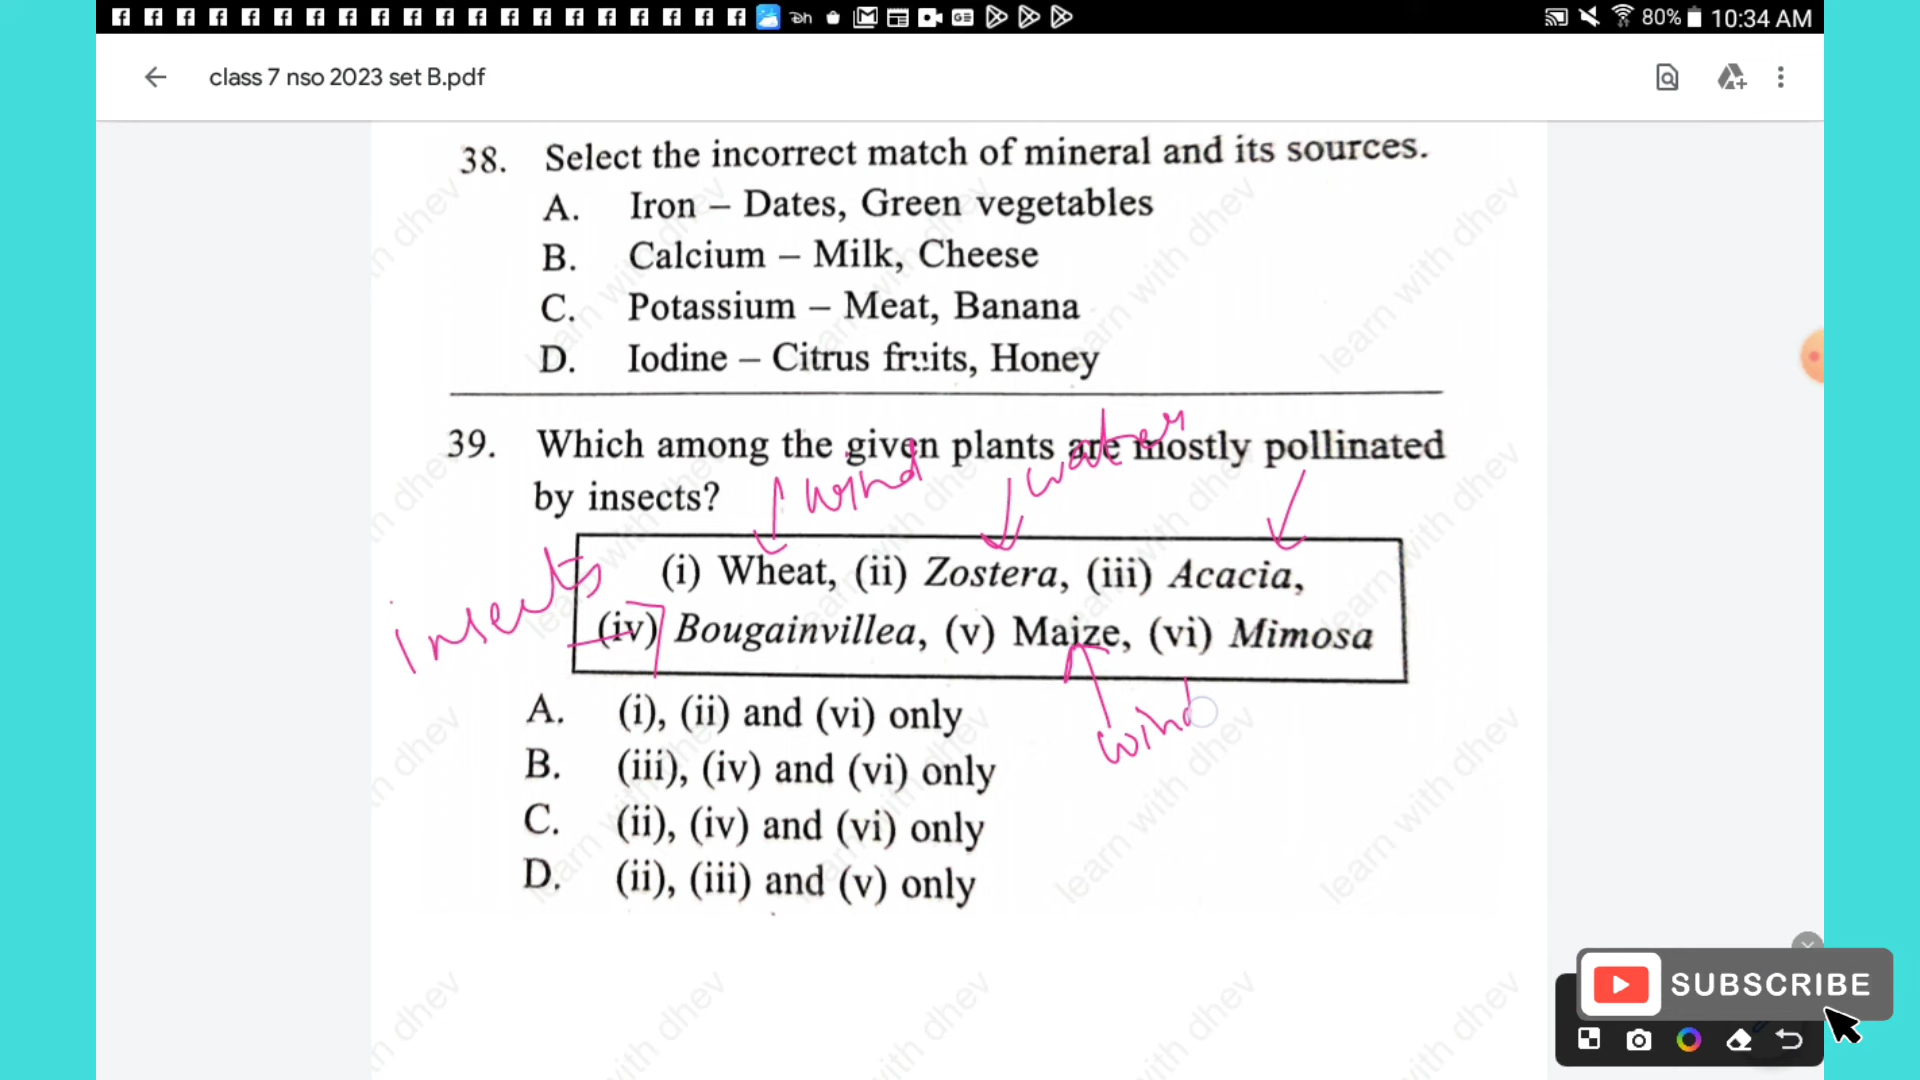 80% 10:34 AM
class 7 nso 2023 set B.pdf
38. Select the incorrect match of mineral and its sources.
A. Iron – Dates, Green vegetables
B. Calcium – Milk, Cheese
C. Potassium – Meat, Banana
D. Iodine – Citrus fruits, Honey
39. Which among the given plants are mostly pollinated
by insects?
wind
water
insects
(i) Wheat, (ii) Zostera, (iii) Acacia,
(iv) Bougainvillea, (v) Maize, (vi) Mimosa
wind
A. (i), (ii) and (vi) only
B. (iii), (iv) and (vi) only
C. (ii), (iv) and (vi) only
D. (ii), (iii) and (v) only
learn with dhev
SUBSCRIBE